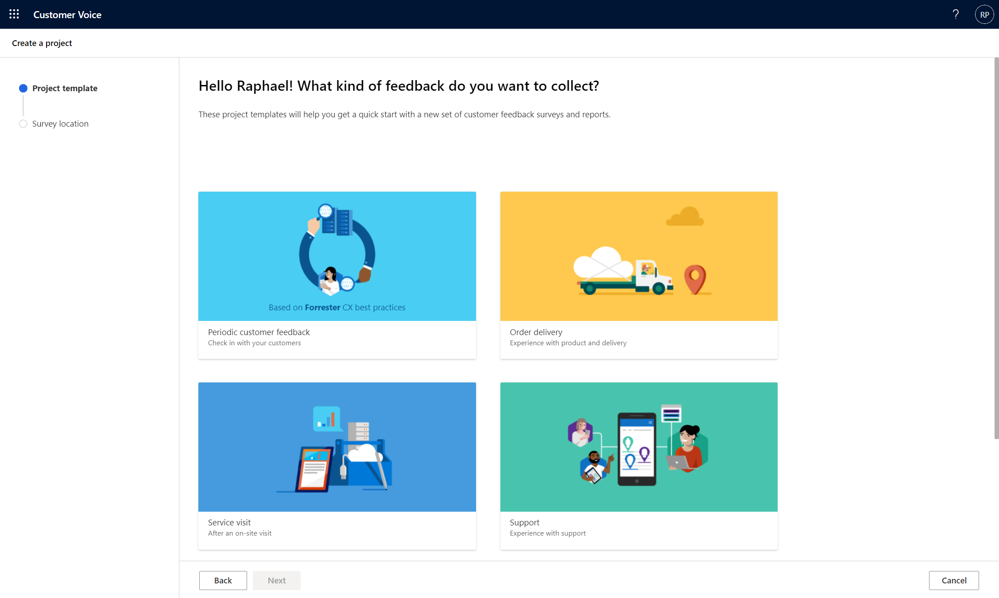 Customer Voice
?
RP
Create a project
Project template
Survey location
Hello Raphael! What kind of feedback do you want to collect?
These project templates will help you get a quick start with a new set of customer feedback surveys and reports.
Based on Forrester CX best practices
Periodic customer feedback
Check in with your customers
Order delivery
Experience with product and delivery
Service visit
After an on-site visit
Support
Experience with support
Back
Next
Cancel